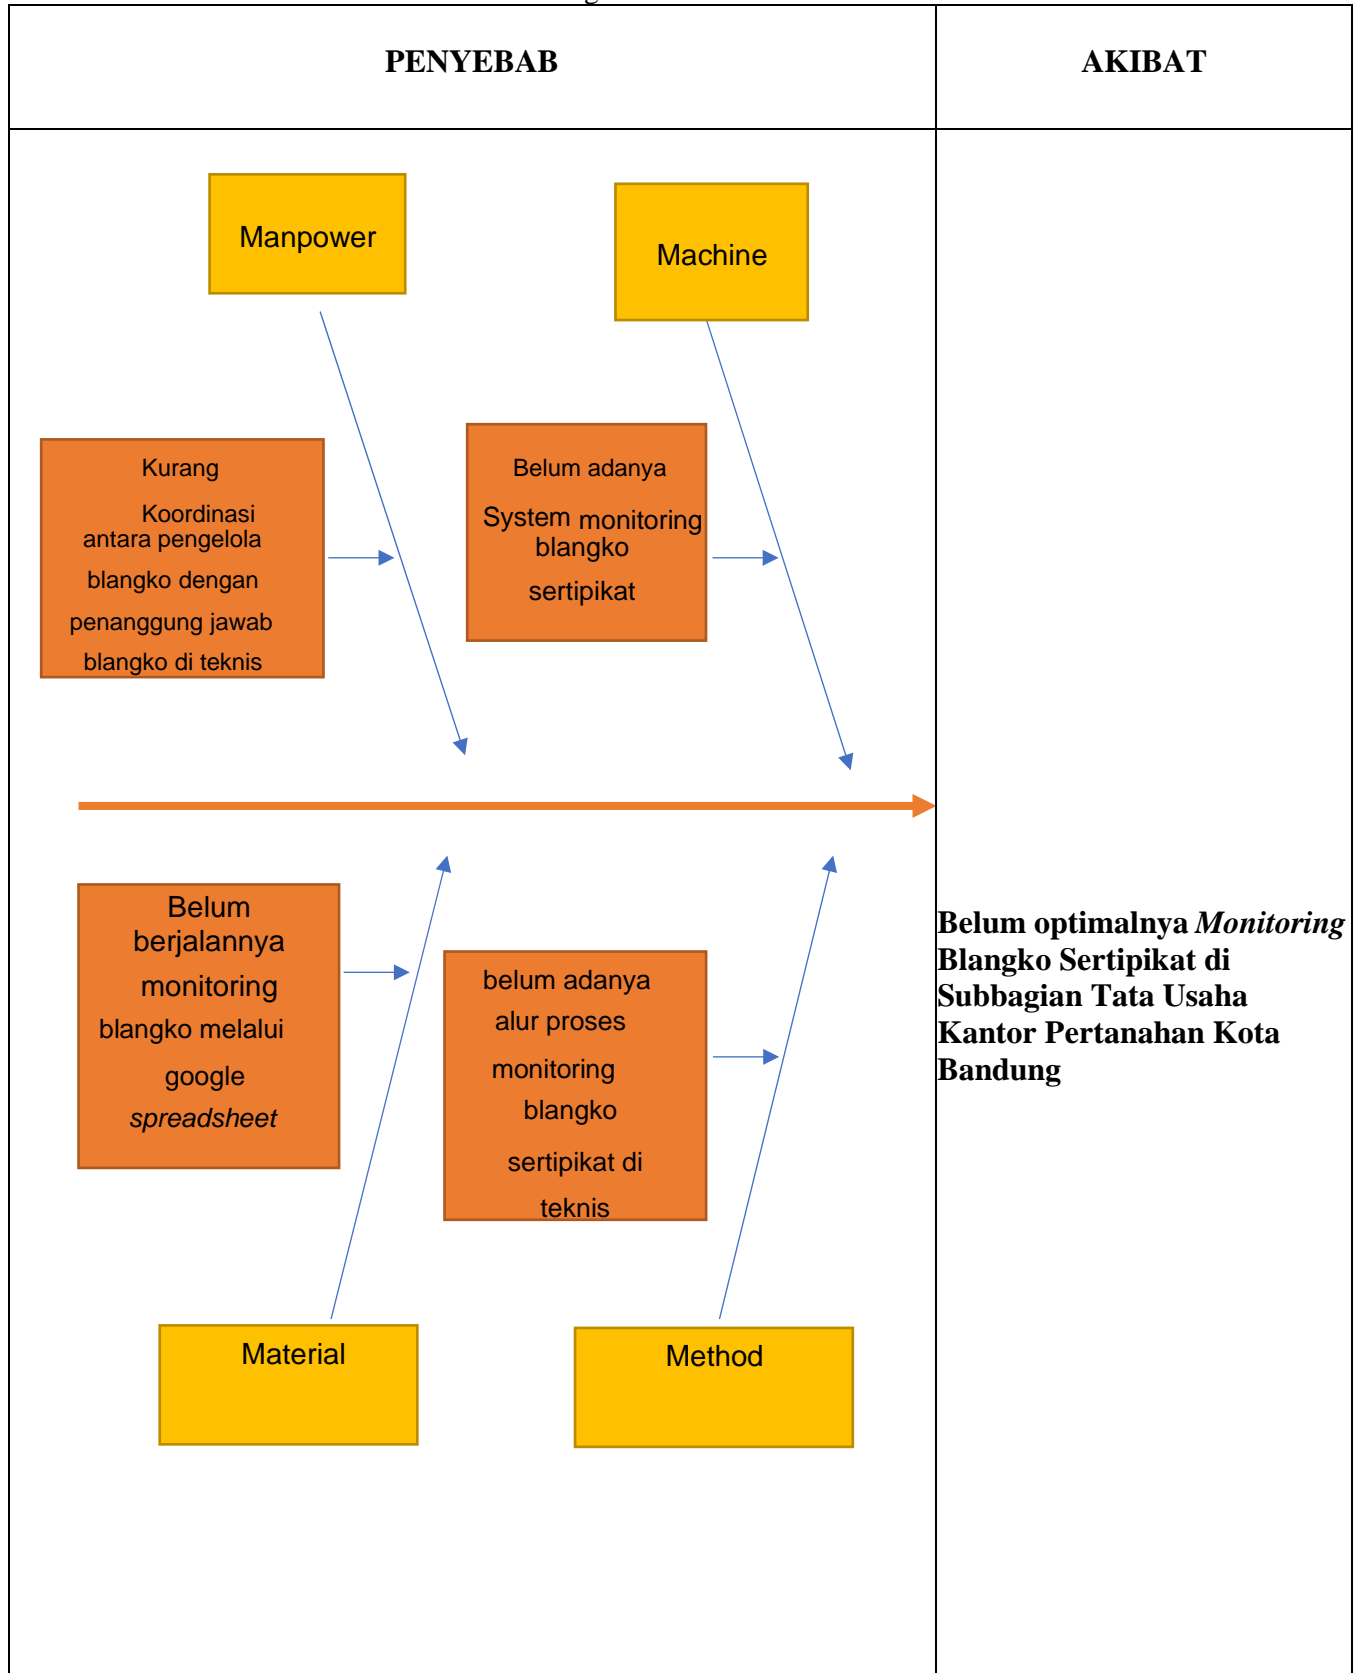 PENYEBAB
AKIBAT
Manpower
Machine
Kurang
Koordinasi
antara pengelola
blangko dengan
penanggung jawab
blangko di teknis
Belum adanya
System monitoring
blangko
sertipikat
Belum
berjalannya
monitoring
blangko melalui
google
spreadsheet
belum adanya
alur proses
monitoring
blangko
sertipikat di
teknis
Material
Method
Belum optimalnya Monitoring
Blangko Sertipikat di
Subbagian Tata Usaha
Kantor Pertanahan Kota
Bandung